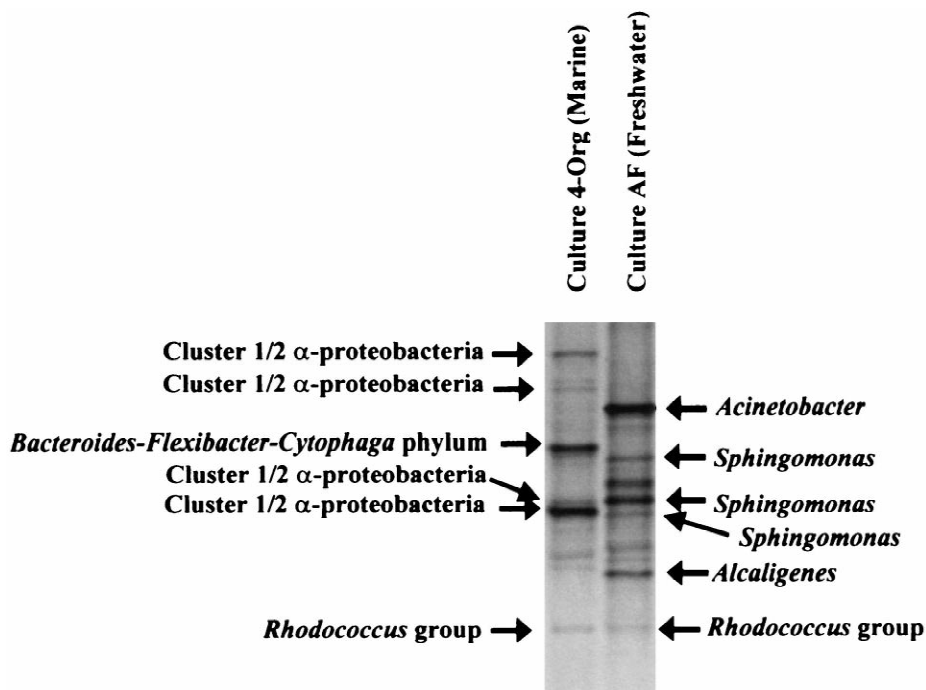 Culture 4-Org (Marine)
Culture AF (Freshwater)
Cluster 1/2 α-proteobacteria
Cluster 1/2 α-proteobacteria
Bacteroides-Flexibacter-Cytophaga phylum
Cluster 1/2 α-proteobacteria
Cluster 1/2 α-proteobacteria
Rhodococcus group
Acinetobacter
Sphingomonas
Sphingomonas
Sphingomonas
Alcaligenes
Rhodococcus group